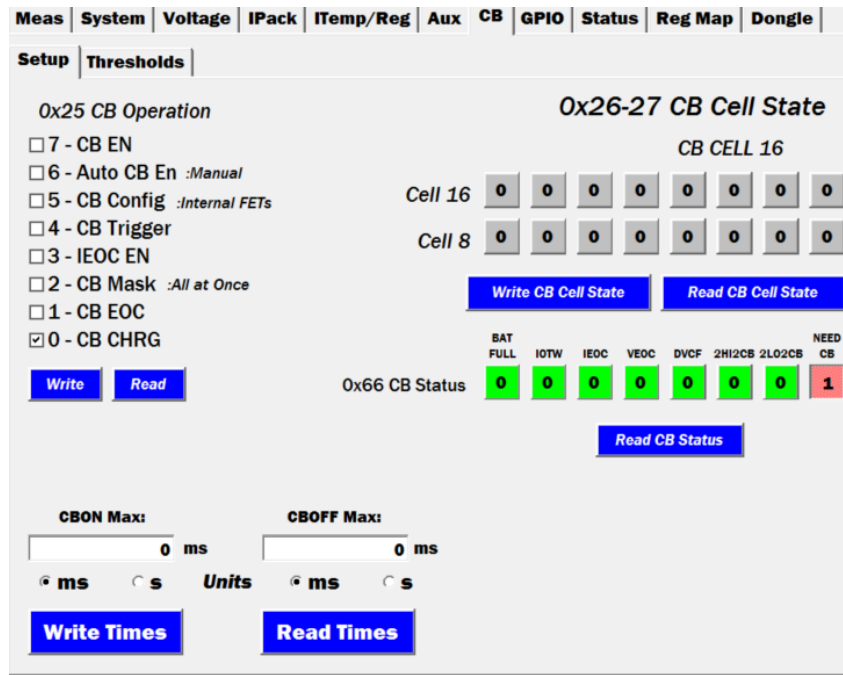 Meas System Voltage IPack ITemp/Reg Aux CB GPIO Status Reg Map Dongle
Setup Thresholds
0x25 CB Operation
7 - CB EN
6 - Auto CB En :Manual
5 - CB Config :Internal FETs
4 - CB Trigger
3 - IEOC EN
2 - CB Mask :All at Once
1 - CB EOC
0 - CB CHRG
Write Read
0x26-27 CB Cell State
CB CELL 16
Cell 16 0 0 0 0 0 0 0 0
Cell 8 0 0 0 0 0 0 0 0
Write CB Cell State Read CB Cell State
BAT FULL IOTW IEOC VEOC DVCF 2HI2CB 2LO2CB NEED CB
0x66 CB Status 0 0 0 0 0 0 0 1
Read CB Status
CBON Max: CBOFF Max:
0 ms 0 ms
ms s Units ms s
Write Times Read Times